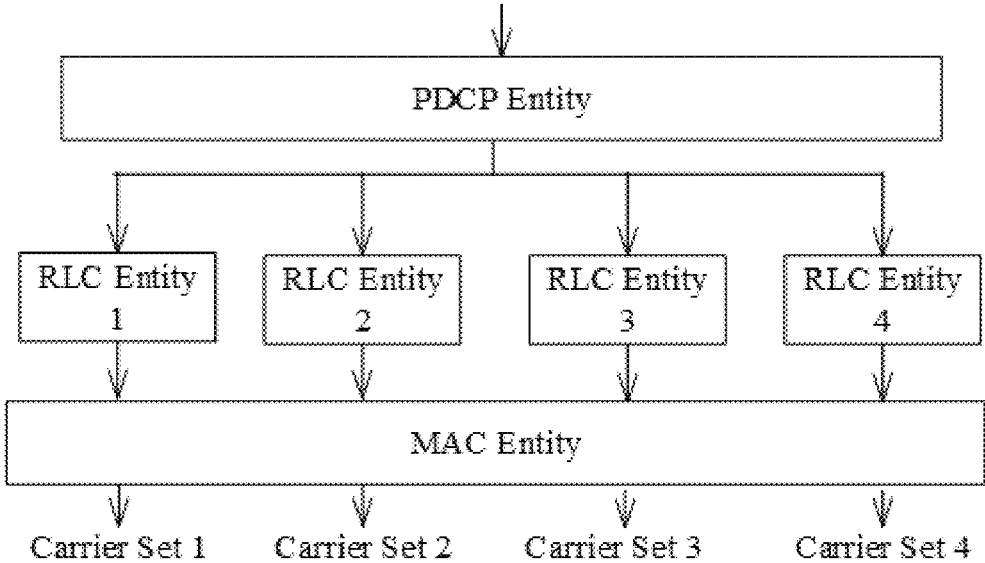 PDCP Entity
RLC Entity
1
RLC Entity
2
RLC Entity
3
RLC Entity
4
MAC Entity
Carrier Set 1
Carrier Set 2
Carrier Set 3
Carrier Set 4